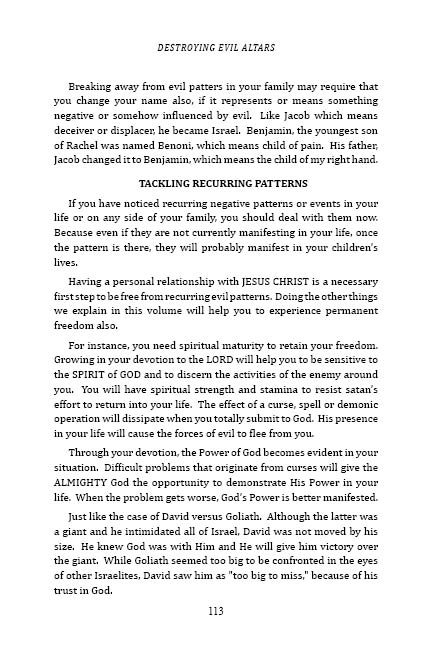 DESTROYING EVIL ALTARS
Breaking away from evil patters in your family may require that
you change your name also, if it represents or means something
negative or somehow influenced by evil. Like Jacob which means
deceiver or displacer, he became Israel. Benjamin, the youngest son
of Rachel was named Benoni, which means child of pain. His father,
Jacob changed it to Benjamin, which means the child of my right hand.
TACKLING RECURRING PATTERNS
If you have noticed recurring negative patterns or events in your
life or on any side of your family, you should deal with them now.
Because even if they are not currently manifesting in your life, once
the pattern is there, they will probably manifest in your children's
lives.
Having a personal relationship with JESUS CHRIST is a necessary
first step to be free from recurring evil patterns. Doing the other things
we explain in this volume will help you to experience permanent
freedom also.
For instance, you need spiritual maturity to retain your freedom.
Growing in your devotion to the LORD will help you to be sensitive to
the SPIRIT of GOD and to discern the activities of the enemy around
you. You will have spiritual strength and stamina to resist satan's
effort to return into your life. The effect of a curse, spell or demonic
operation will dissipate when you totally submit to God. His presence
in your life will cause the forces of evil to flee from you.
Through your devotion, the Power of God becomes evident in your
situation. Difficult problems that originate from curses will give the
ALMIGHTY God the opportunity to demonstrate His Power in your
life. When the problem gets worse, God's Power is better manifested.
Just like the case of David versus Goliath. Although the latter was
a giant and he intimidated all of Israel, David was not moved by his
size. He knew God was with Him and He will give him victory over
the giant. While Goliath seemed too big to be confronted in the eyes
of other Israelites, David saw him as "too big to miss," because of his
trust in God.
113